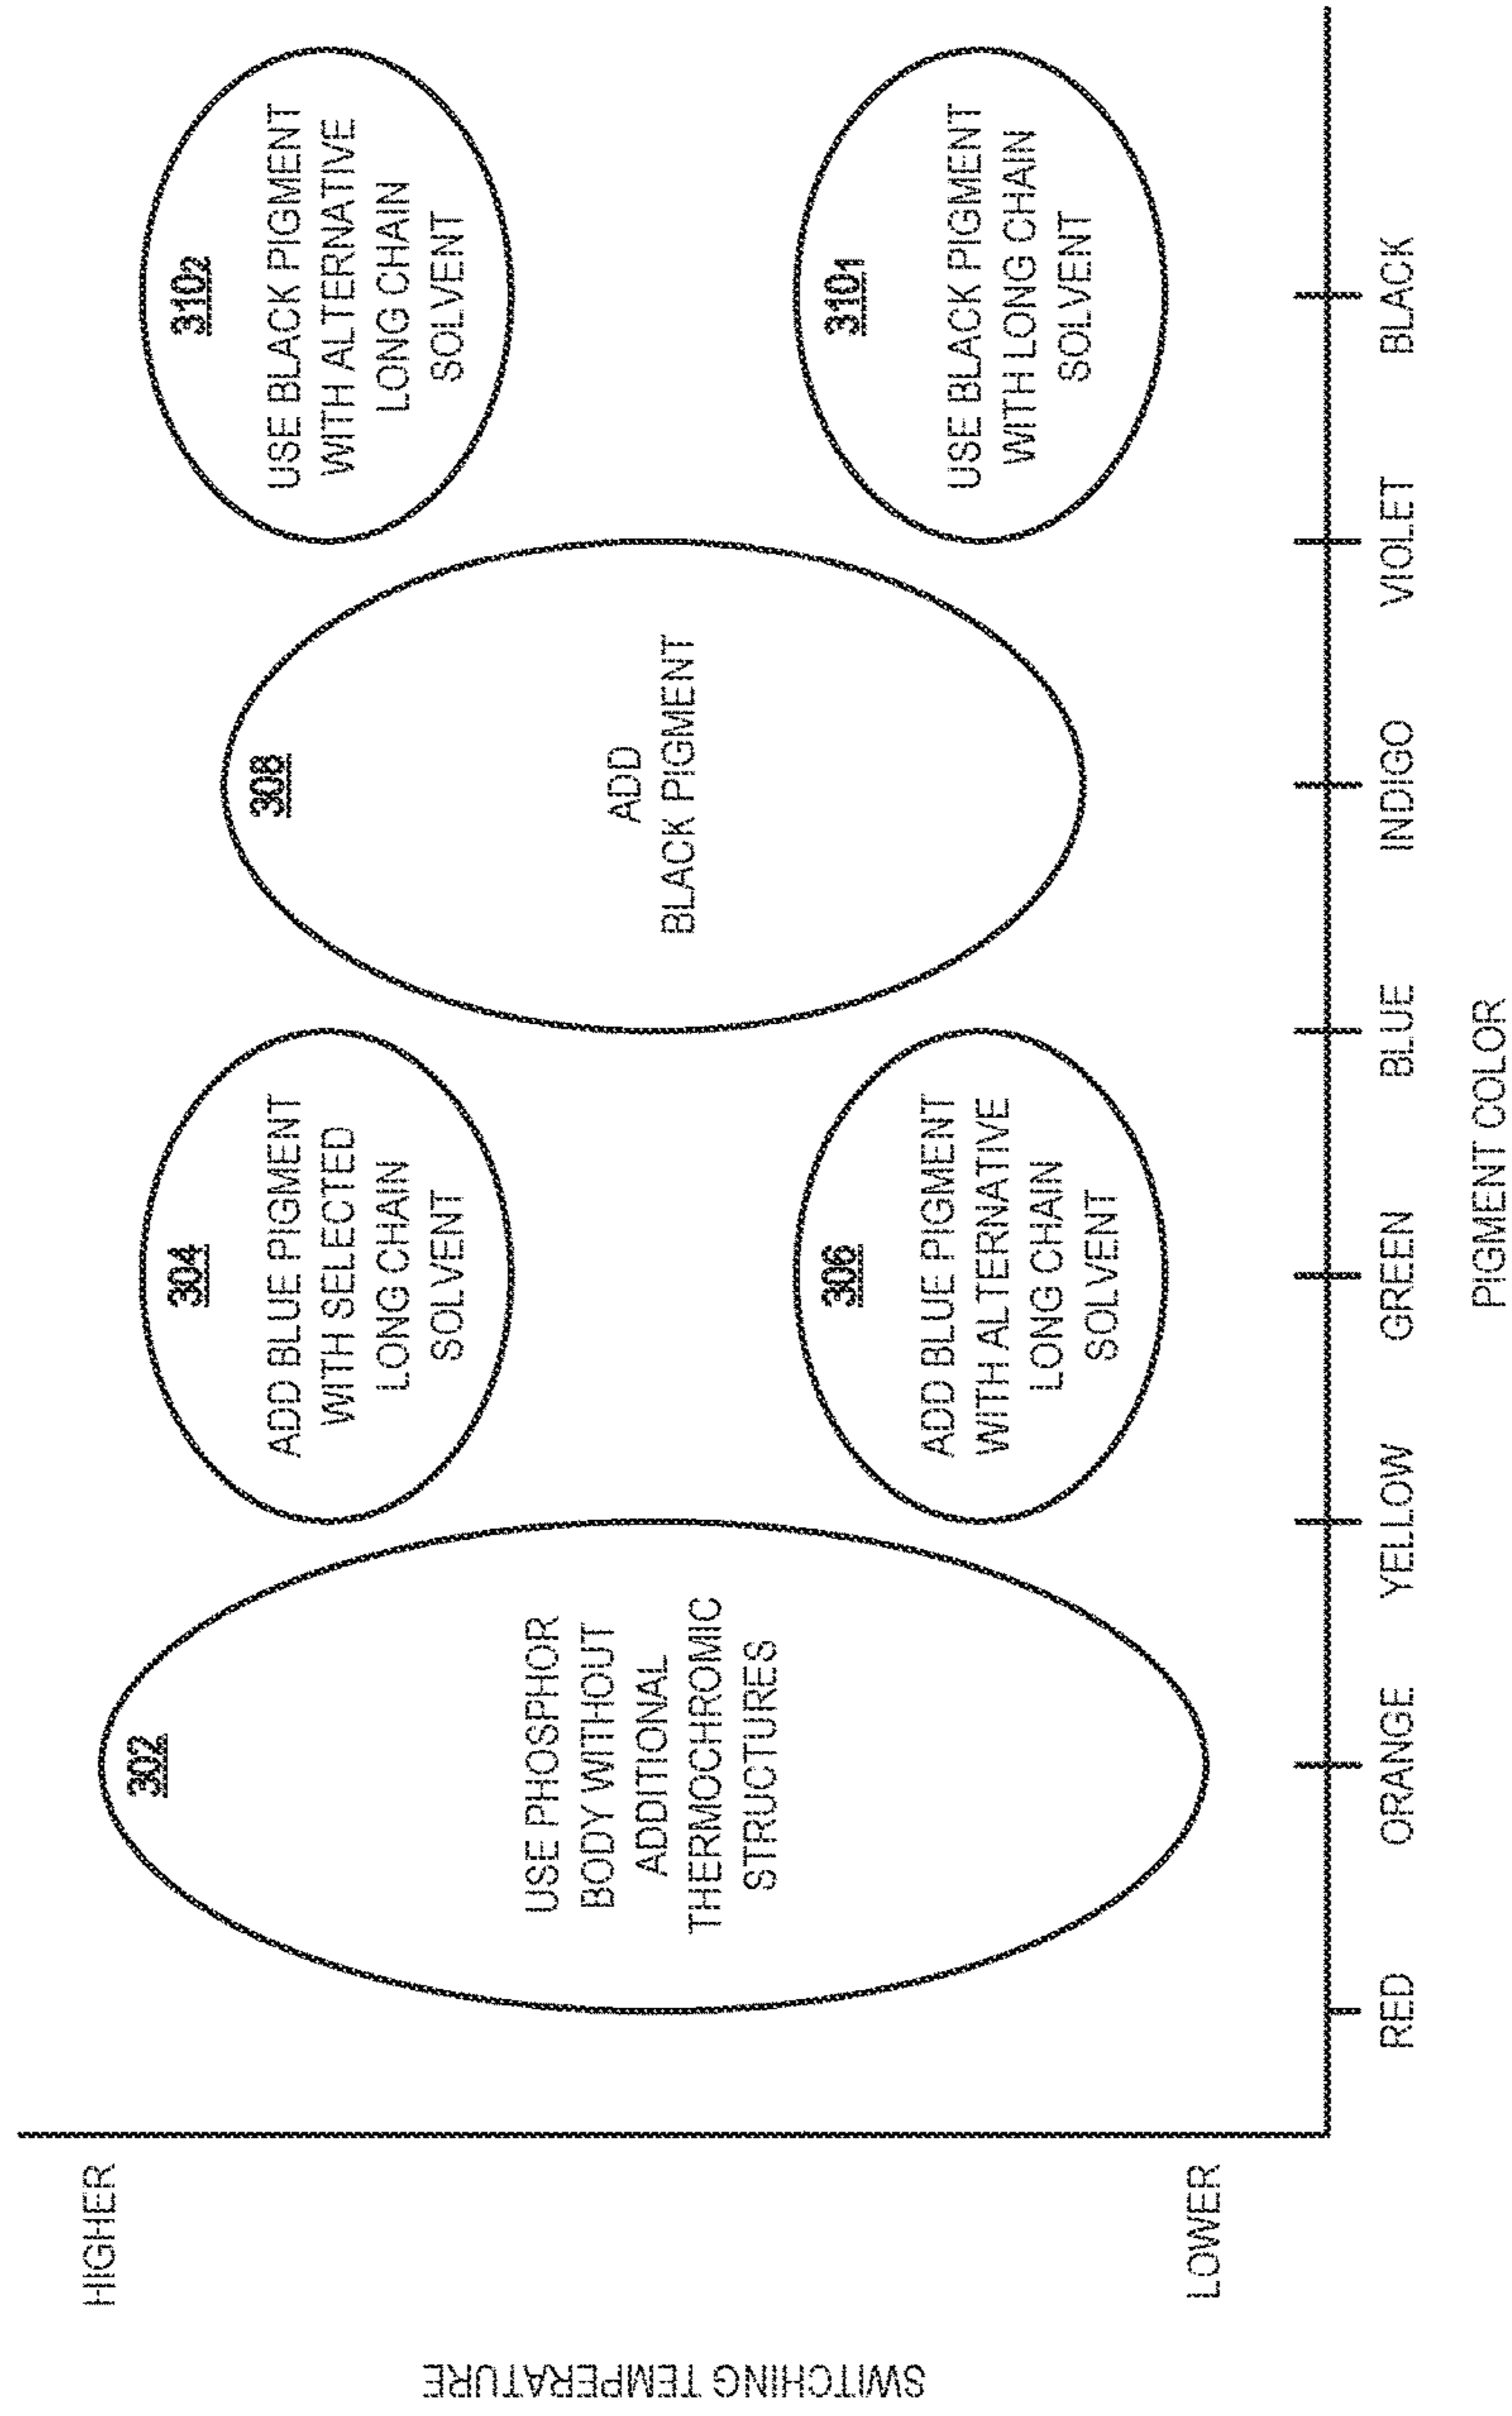 SWITCHING TEMPERATURE
HIGHER
LOWER
302
USE PHOSPHOR
BODY WITHOUT
ADDITIONAL
THERMOCHROMIC
STRUCTURES
304
ADD BLUE PIGMENT
WITH SELECTED
LONG CHAIN
SOLVENT
306
ADD BLUE PIGMENT
WITH ALTERNATIVE
LONG CHAIN
SOLVENT
308
ADD
BLACK PIGMENT
310₂
USE BLACK PIGMENT
WITH ALTERNATIVE
LONG CHAIN
SOLVENT
310₁
USE BLACK PIGMENT
WITH LONG CHAIN
SOLVENT
RED
ORANGE
YELLOW
GREEN
BLUE
INDIGO
VIOLET
BLACK
PIGMENT COLOR